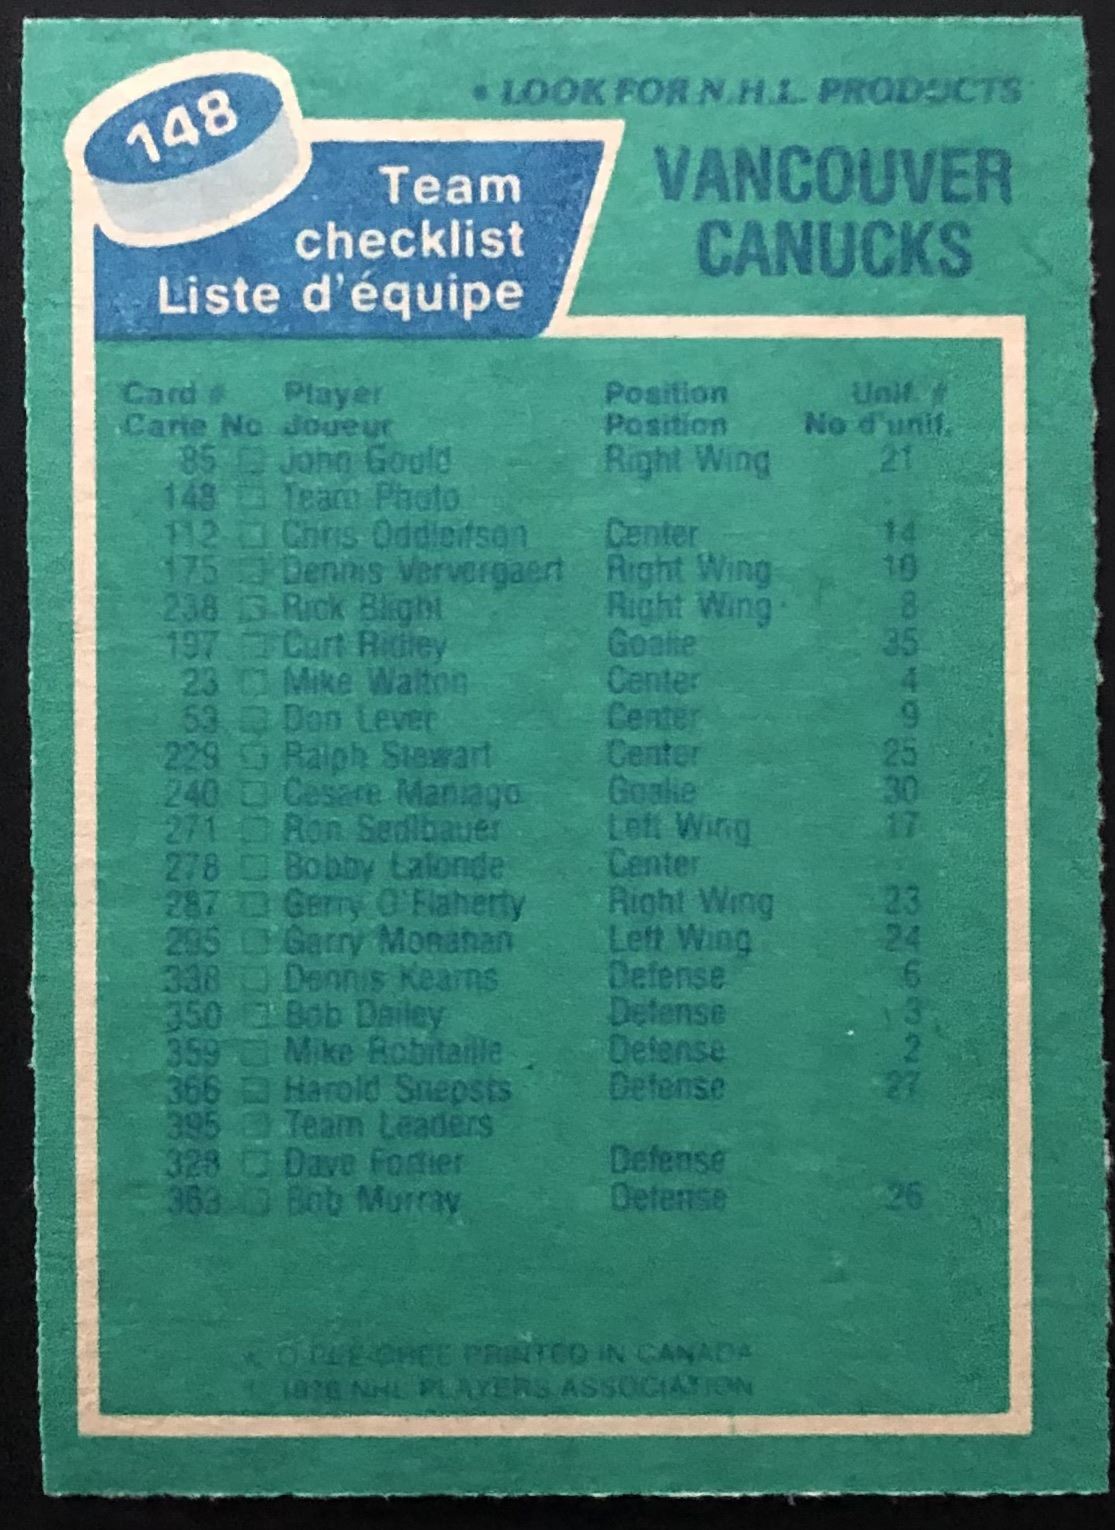 148
• LOOK FOR N.H.L. PRODUCTS
Team
checklist
Liste d'équipe
VANCOUVER
CANUCKS
Card # Player Position Unif. #
Carte No Joueur Position No d'unif.
85 John Gould Right Wing 21
148 Team Photo
112 Chris Oddleifson Center 14
175 Dennis Ververgaert Right Wing 10
238 Rick Blight Right Wing 8
197 Curt Ridley Goalie 35
23 Mike Walton Center 4
53 Don Lever Center 9
229 Ralph Stewart Center 25
240 Cesare Maniago Goalie 30
271 Ron Sedlbauer Left Wing 17
278 Bobby Lalonde Center
287 Gerry O'Flaherty Right Wing 23
295 Garry Monahan Left Wing 24
338 Dennis Kearns Defense 6
350 Bob Dailey Defense 3
359 Mike Robitaille Defense 2
366 Harold Snepsts Defense 27
395 Team Leaders
328 Dave Fortier Defense
363 Bob Murray Defense 26
O-PEE-CHEE PRINTED IN CANADA
1976 NHL PLAYERS ASSOCIATION